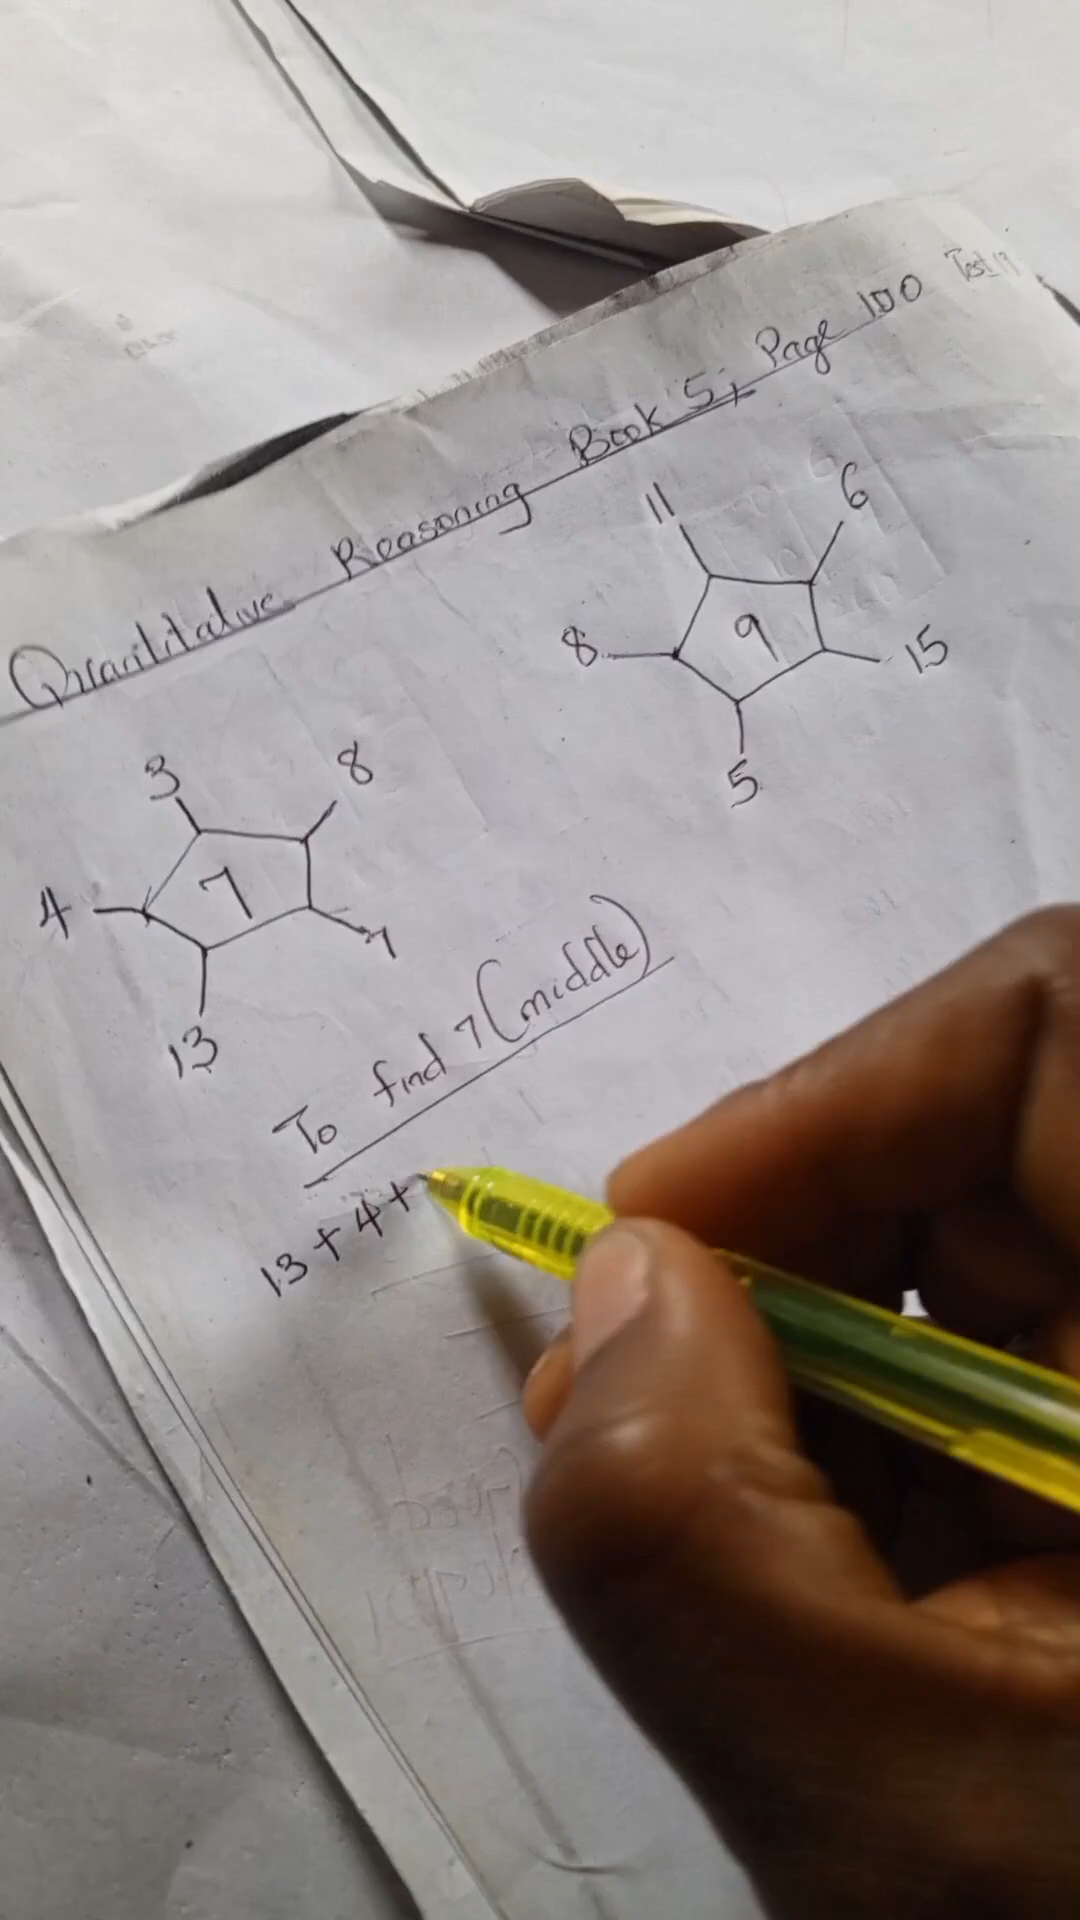 Quantitative Reasoning Book 5, Page 100 Test
11 6
8 9 15
5
3 8
4 7 7
13
To find 7 (middle)
13 + 4 +